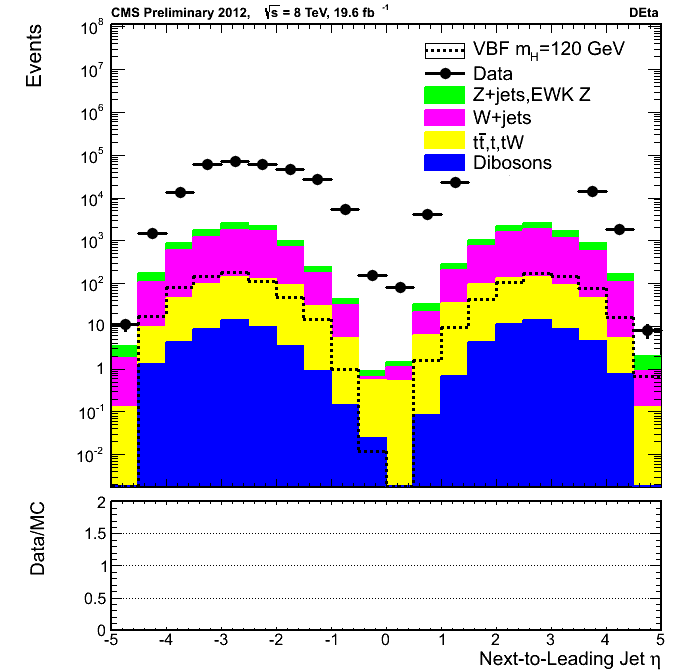 CMS Preliminary 2012, √s = 8 TeV, 19.6 fb⁻¹ DEta
Events
10⁸
10⁷
10⁶
10⁵
10⁴
10³
10²
10
1
10⁻¹
10⁻²
VBF m_H=120 GeV
Data
Z+jets,EWK Z
W+jets
tt̄,t,tW
Dibosons
Data/MC
2
1.5
1
0.5
0
-5 -4 -3 -2 -1 0 1 2 3 4 5
Next-to-Leading Jet η